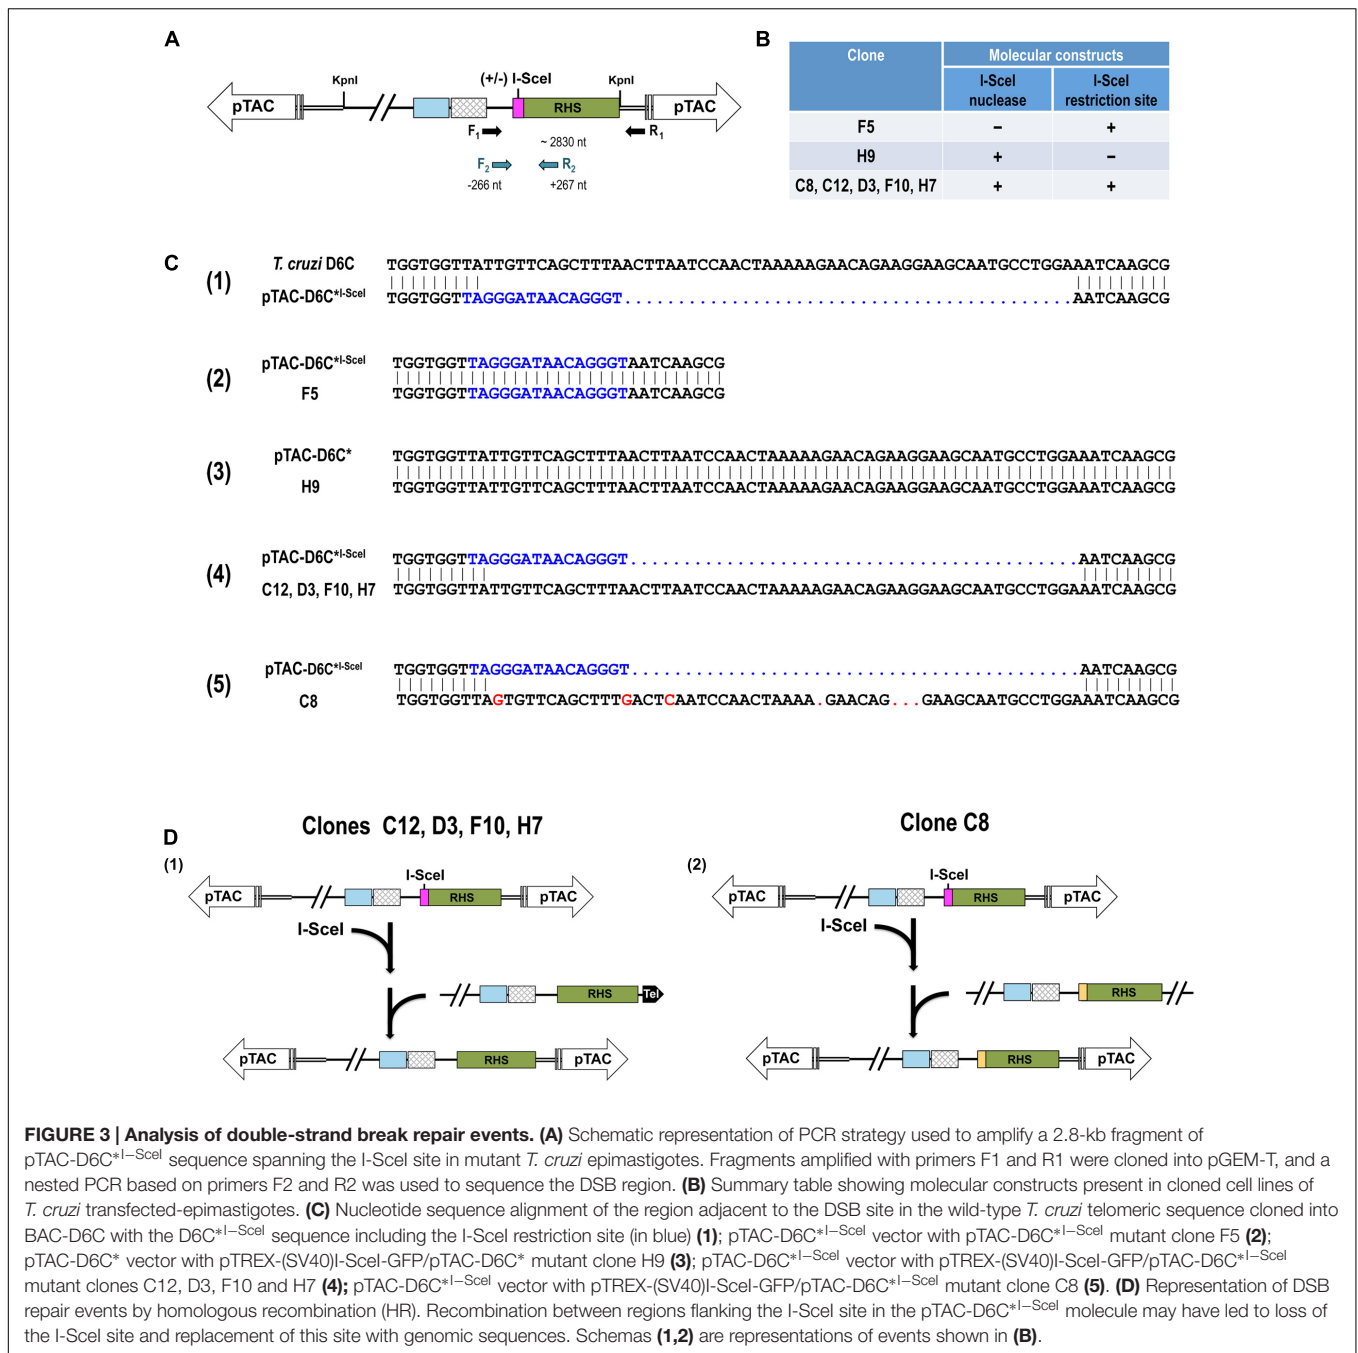 A
B
(+/-) I-SceI
KpnI
KpnI
pTAC
RHS
pTAC
F1
R1
~ 2830 nt
F2
R2
-266 nt
+267 nt
Clone
Molecular constructs
I-SceI nuclease
I-SceI restriction site
F5 – +
H9 + –
C8, C12, D3, F10, H7 + +
C
(1)
T. cruzi D6C TGGTGGTTATTGTTCAGCTTTAACTTAATCCAACTAAAAAGAACAGAAGGAAGCAATGCCTGGAAATCAAGCG
pTAC-D6C*I-SceI TGGTGGTTAGGGATAACAGGGT..........................................AATCAAGCG
(2)
pTAC-D6C*I-SceI TGGTGGTTAGGGATAACAGGGTAATCAAGCG
F5 TGGTGGTTAGGGATAACAGGGTAATCAAGCG
(3)
pTAC-D6C* TGGTGGTTATTGTTCAGCTTTAACTTAATCCAACTAAAAAGAACAGAAGGAAGCAATGCCTGGAAATCAAGCG
H9 TGGTGGTTATTGTTCAGCTTTAACTTAATCCAACTAAAAAGAACAGAAGGAAGCAATGCCTGGAAATCAAGCG
(4)
pTAC-D6C*I-SceI TGGTGGTTAGGGATAACAGGGT..........................................AATCAAGCG
C12, D3, F10, H7 TGGTGGTTATTGTTCAGCTTTAACTTAATCCAACTAAAAAGAACAGAAGGAAGCAATGCCTGGAAATCAAGCG
(5)
pTAC-D6C*I-SceI TGGTGGTTAGGGATAACAGGGT..........................................AATCAAGCG
C8 TGGTGGTTAGTGTTCAGCTTTGACTCAATCCAACTAAAA.GAACAG...GAAGCAATGCCTGGAAATCAAGCG
D
Clones C12, D3, F10, H7
(1)
I-SceI
pTAC
RHS
pTAC
I-SceI
RHS
Tel
pTAC
RHS
pTAC
Clone C8
(2)
I-SceI
pTAC
RHS
pTAC
I-SceI
RHS
pTAC
RHS
pTAC
FIGURE 3 | Analysis of double-strand break repair events. (A) Schematic representation of PCR strategy used to amplify a 2.8-kb fragment of
pTAC-D6C*I−SceI sequence spanning the I-SceI site in mutant T. cruzi epimastigotes. Fragments amplified with primers F1 and R1 were cloned into pGEM-T, and a
nested PCR based on primers F2 and R2 was used to sequence the DSB region. (B) Summary table showing molecular constructs present in cloned cell lines of
T. cruzi transfected-epimastigotes. (C) Nucleotide sequence alignment of the region adjacent to the DSB site in the wild-type T. cruzi telomeric sequence cloned into
BAC-D6C with the D6C*I−SceI sequence including the I-SceI restriction site (in blue) (1); pTAC-D6C*I−SceI vector with pTAC-D6C*I−SceI mutant clone F5 (2);
pTAC-D6C* vector with pTREX-(SV40)I-SceI-GFP/pTAC-D6C* mutant clone H9 (3); pTAC-D6C*I−SceI vector with pTREX-(SV40)I-SceI-GFP/pTAC-D6C*I−SceI
mutant clones C12, D3, F10 and H7 (4); pTAC-D6C*I−SceI vector with pTREX-(SV40)I-SceI-GFP/pTAC-D6C*I−SceI mutant clone C8 (5). (D) Representation of DSB
repair events by homologous recombination (HR). Recombination between regions flanking the I-SceI site in the pTAC-D6C*I−SceI molecule may have led to loss of
the I-SceI site and replacement of this site with genomic sequences. Schemas (1,2) are representations of events shown in (B).